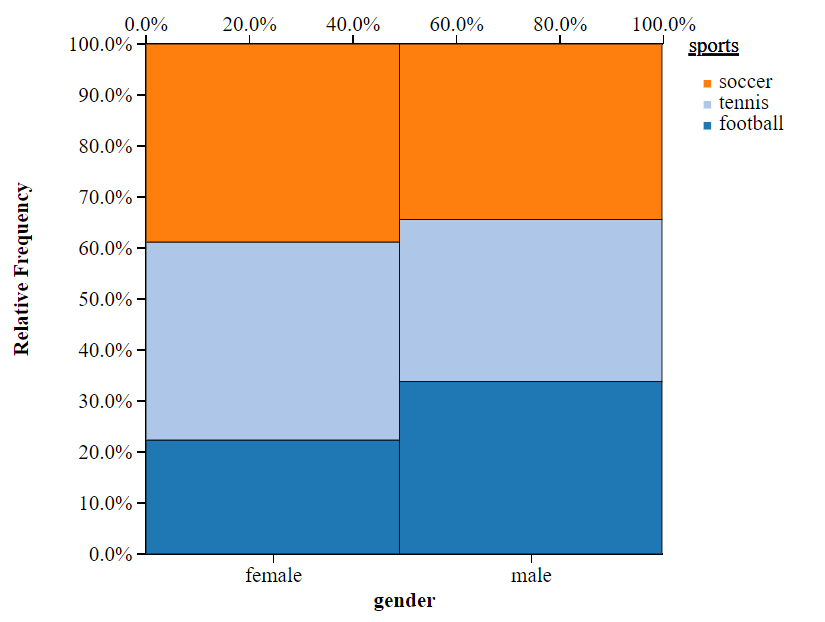 0.0% 20.0% 40.0% 60.0% 80.0% 100.0%
sports
soccer
tennis
football
100.0%
90.0%
80.0%
70.0%
60.0%
50.0%
40.0%
30.0%
20.0%
10.0%
0.0%
Relative Frequency
female male
gender